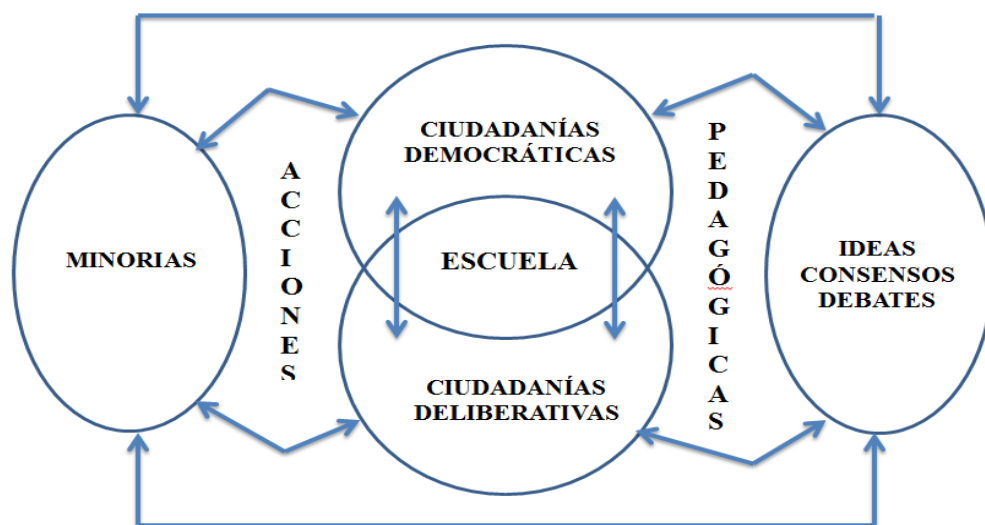 CIUDADANÍAS
DEMOCRÁTICAS
ACCIONES
PEDAGÓGICAS
MINORIAS
ESCUELA
IDEAS
CONSENSOS
DEBATES
CIUDADANÍAS
DELIBERATIVAS